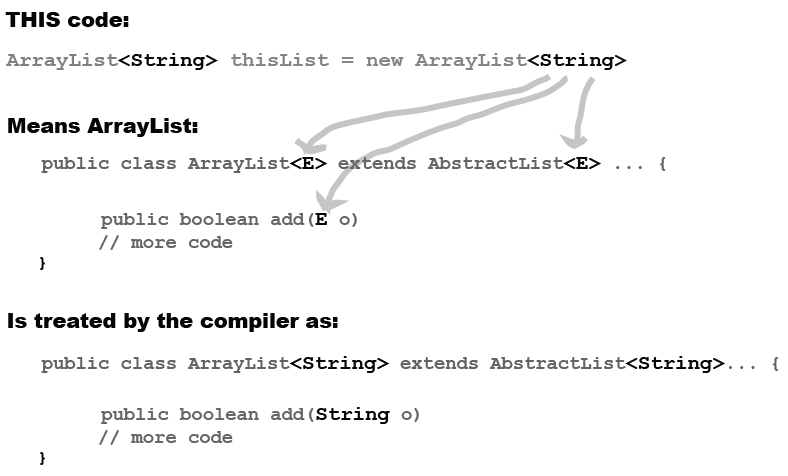 THIS code:
ArrayList<String> thisList = new ArrayList<String>
Means ArrayList:
public class ArrayList<E> extends AbstractList<E> ... {
public boolean add(E o)
// more code
}
Is treated by the compiler as:
public class ArrayList<String> extends AbstractList<String>... {
public boolean add(String o)
// more code
}